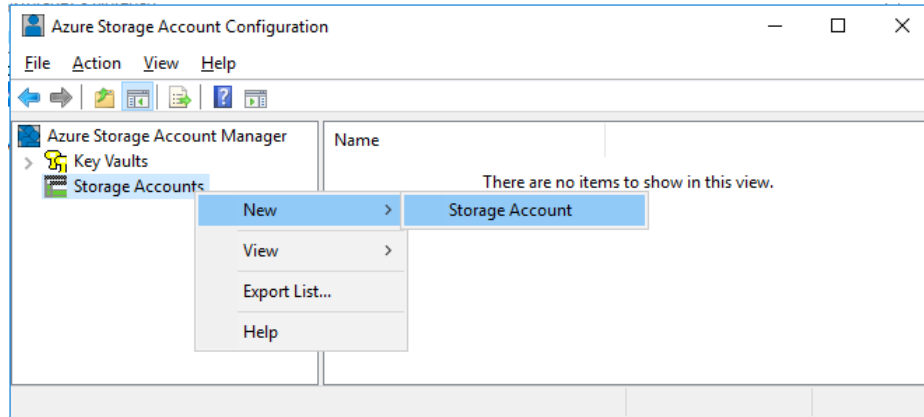 Azure Storage Account Configuration
File Action View Help
Azure Storage Account Manager
Key Vaults
Storage Accounts
Name
There are no items to show in this view.
New
Storage Account
View
Export List...
Help